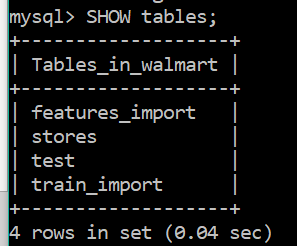 mysql> SHOW tables;
+-------------------+
| Tables_in_walmart |
+-------------------+
| features_import   |
| stores            |
| test              |
| train_import      |
+-------------------+
4 rows in set (0.04 sec)